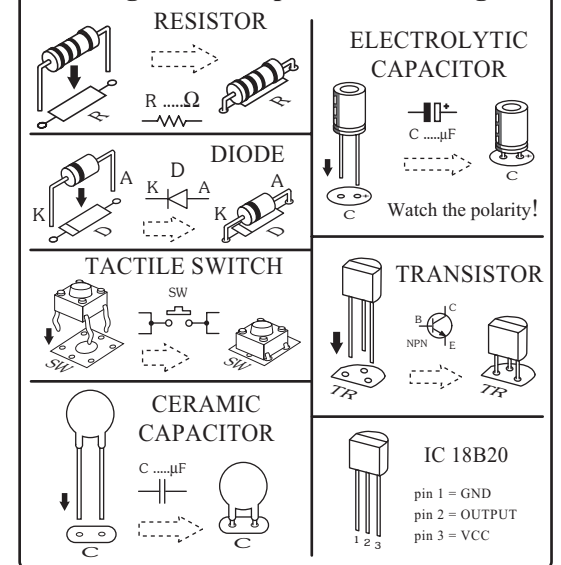 RESISTOR
R
R .....Ω
R
DIODE
K
A
D
D
K
A
K
A
D
TACTILE SWITCH
SW
SW
SW
CERAMIC
CAPACITOR
C .....µF
C
C
ELECTROLYTIC
CAPACITOR
+
C .....µF
+
C
+
C
Watch the polarity!
TRANSISTOR
B
C
E
NPN
TR
TR
IC 18B20
pin 1 = GND
pin 2 = OUTPUT
pin 3 = VCC
1 2 3